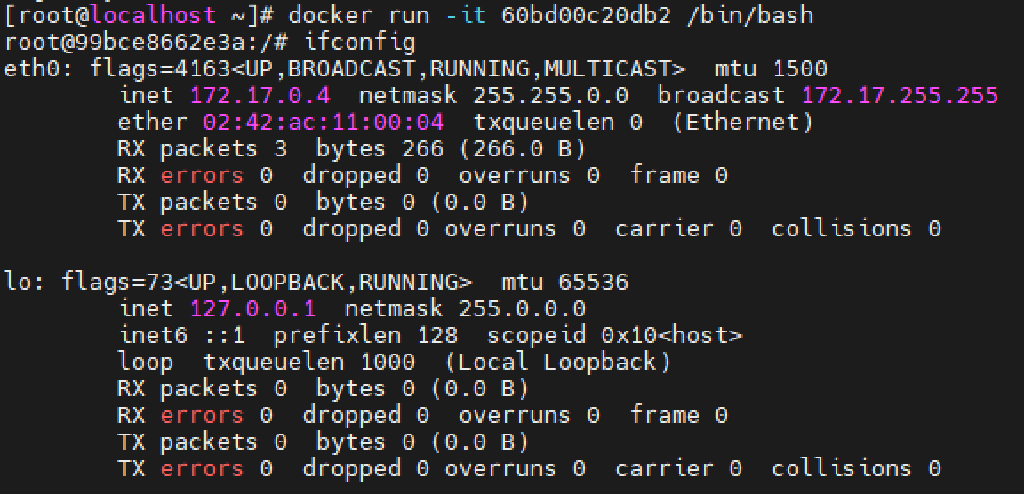 [root@localhost ~]# docker run -it 60bd00c20db2 /bin/bash
root@99bce8662e3a:/# ifconfig
eth0: flags=4163<UP,BROADCAST,RUNNING,MULTICAST>  mtu 1500
        inet 172.17.0.4  netmask 255.255.0.0  broadcast 172.17.255.255
        ether 02:42:ac:11:00:04  txqueuelen 0  (Ethernet)
        RX packets 3  bytes 266 (266.0 B)
        RX errors 0  dropped 0  overruns 0  frame 0
        TX packets 0  bytes 0 (0.0 B)
        TX errors 0  dropped 0 overruns 0  carrier 0  collisions 0

lo: flags=73<UP,LOOPBACK,RUNNING>  mtu 65536
        inet 127.0.0.1  netmask 255.0.0.0
        inet6 ::1  prefixlen 128  scopeid 0x10<host>
        loop  txqueuelen 1000  (Local Loopback)
        RX packets 0  bytes 0 (0.0 B)
        RX errors 0  dropped 0  overruns 0  frame 0
        TX packets 0  bytes 0 (0.0 B)
        TX errors 0  dropped 0 overruns 0  carrier 0  collisions 0